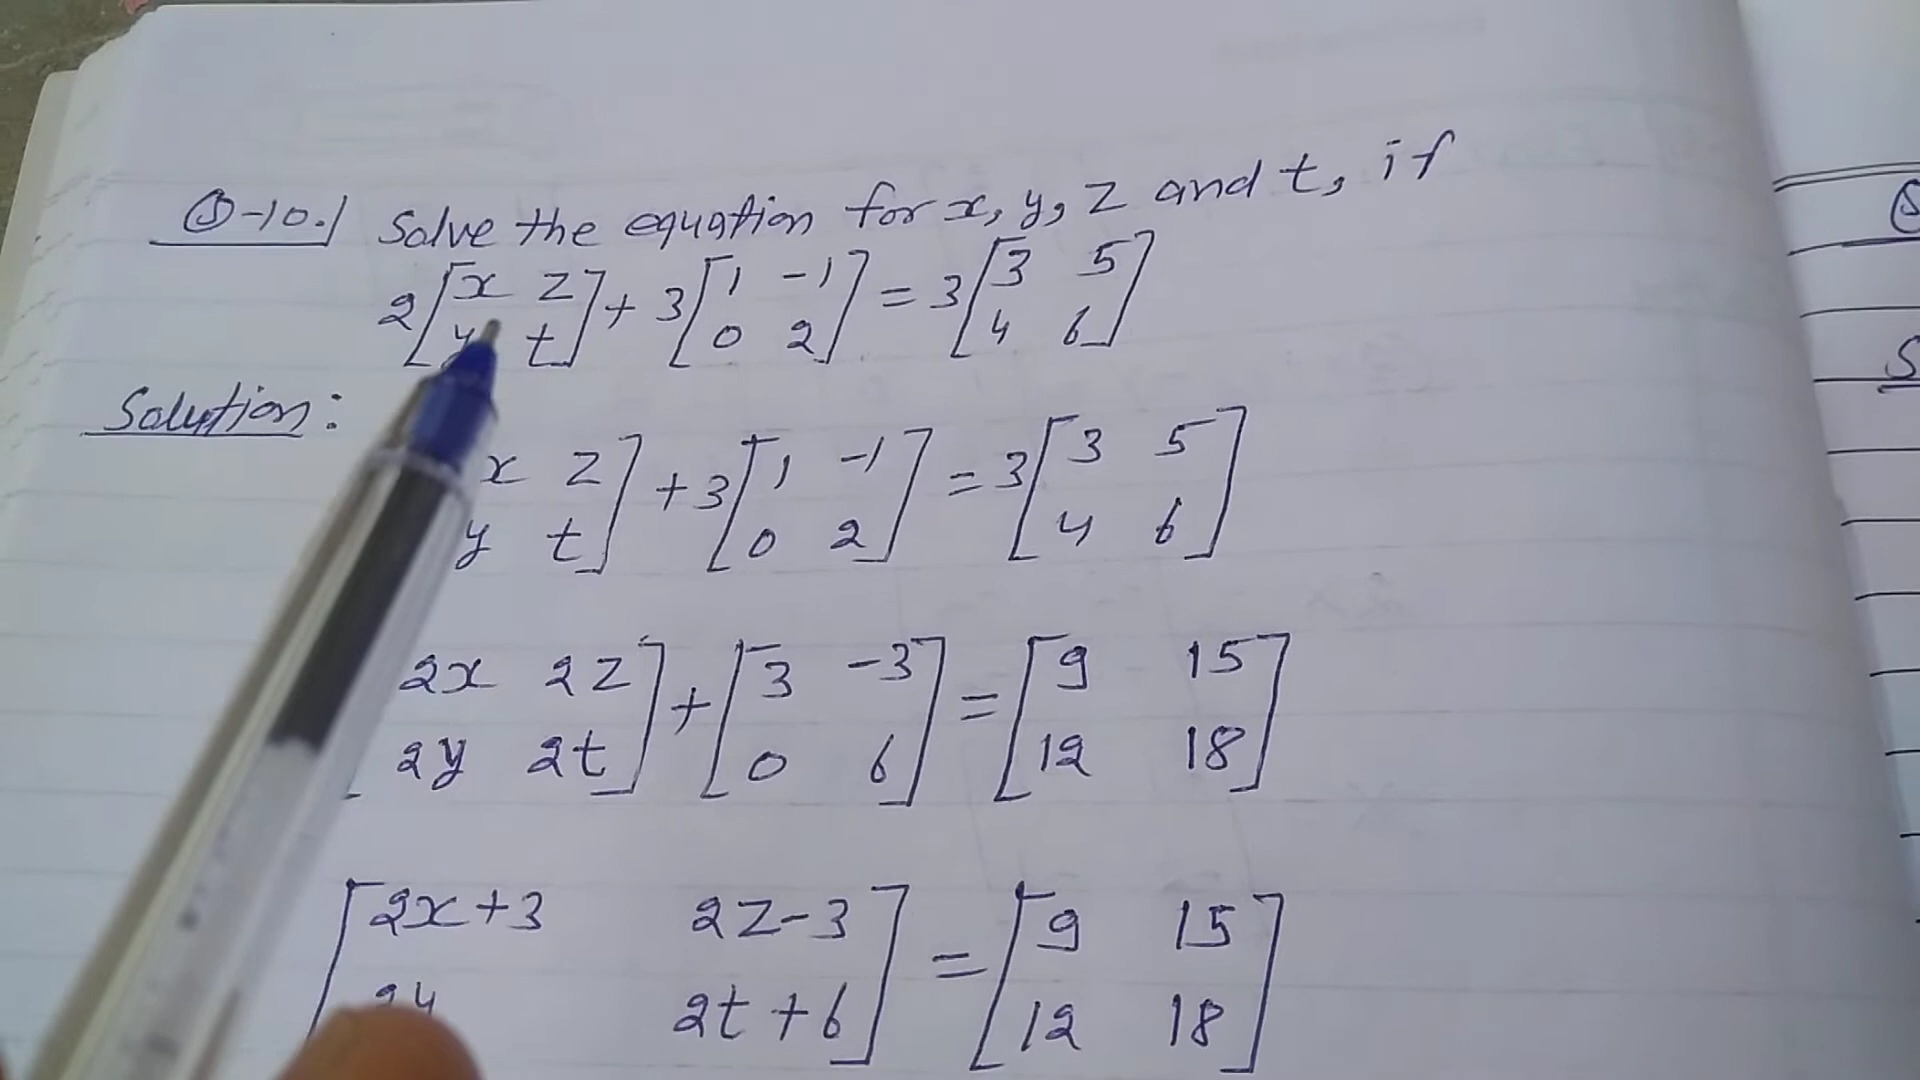 Q-10. Solve the equation for x, y, z and t, if
2[x z] + 3[1 -1] = 3[3 5]
[y t] [0 2] [4 6]
Solution:
x z] + 3[1 -1] = 3[3 5]
y t] [0 2] [4 6]
2x 2z] + [3 -3] = [9 15]
[2y 2t] [0 6] [12 18]
[2x+3 2z-3] = [9 15]
[2y 2t+6] [12 18]